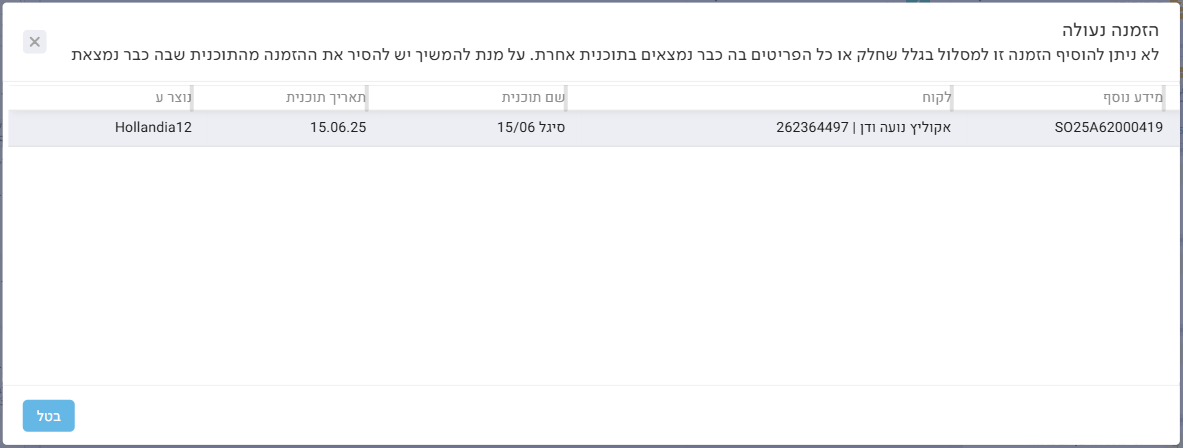 הזמנה נעולה
לא ניתן להוסיף הזמנה זו למסלול בגלל שחלק או כל הפריטים בה כבר נמצאים בתוכנית אחרת. על מנת להמשיך יש להסיר את ההזמנה מהתוכנית שבה כבר נמצאת
מידע נוסף לקוח שם תוכנית תאריך תוכנית נוצר ע
SO25A62000419 אקוליץ נועה ודן | 262364497 סיגל 15/06 15.06.25 Hollandia12
בטל